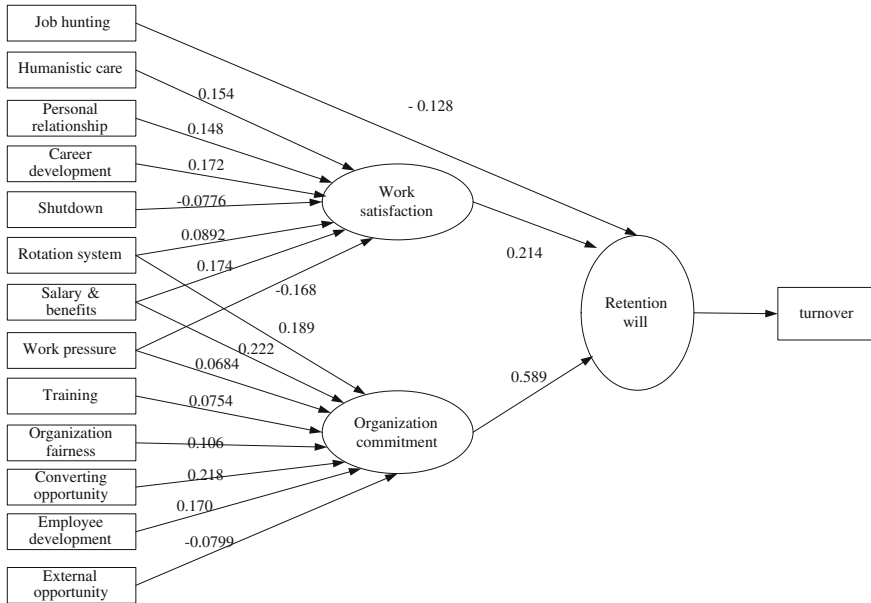 Job hunting
Humanistic care
Personal
relationship
Career
development
Shutdown
Rotation system
Salary &
benefits
Work pressure
Training
Organization
fairness
Converting
opportunity
Employee
development
External
opportunity
0.154
0.148
0.172
-0.0776
0.0892
0.174
-0.168
0.189
0.222
0.0684
0.0754
0.106
0.218
0.170
-0.0799
Work
satisfaction
Organization
commitment
- 0.128
0.214
0.589
Retention
will
turnover